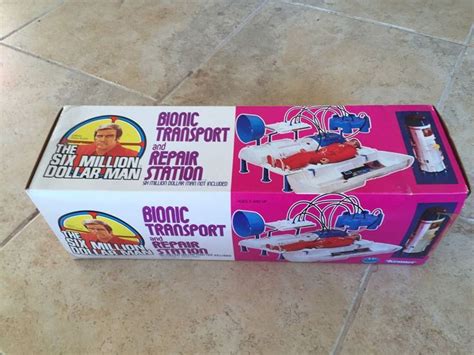 THE
SIX MILLION
DOLLAR MAN
BIONIC
TRANSPORT
and
REPAIR
STATION
SIX MILLION DOLLAR MAN NOT INCLUDED
THE
SIX MILLION
DOLLAR MAN
BIONIC
TRANSPORT
and
REPAIR
STATION
Kenner